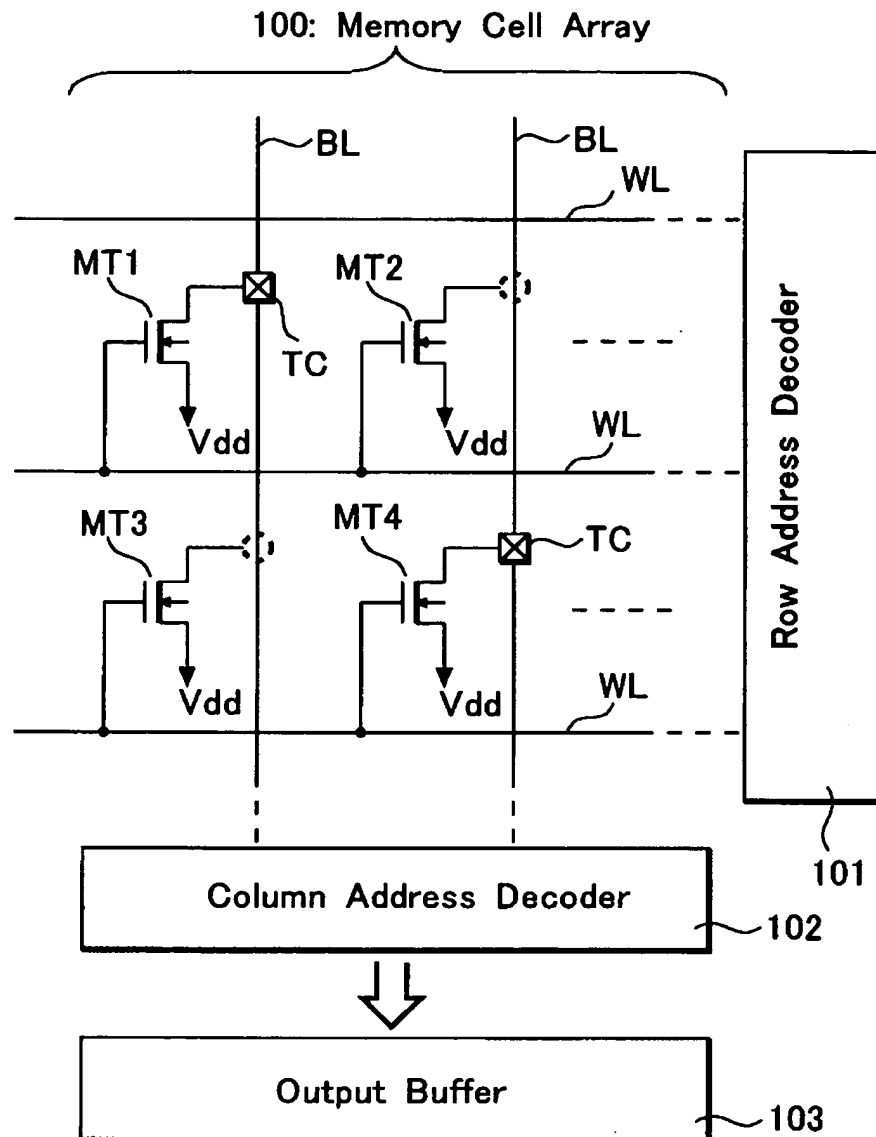 100: Memory Cell Array
BL
BL
WL
MT1
MT2
TC
Vdd
Vdd
WL
MT3
MT4
TC
Vdd
Vdd
WL
Row Address Decoder
101
Column Address Decoder
102
Output Buffer
103